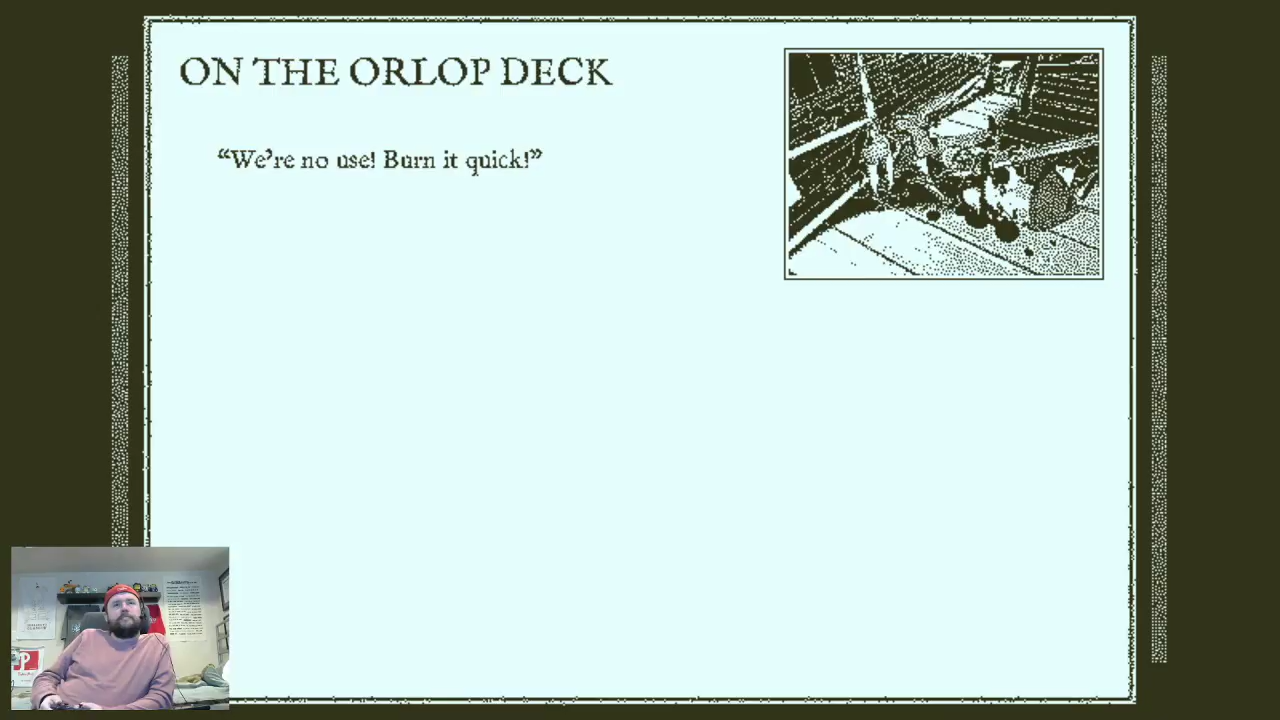 ON THE ORLOP DECK
“We’re no use! Burn it quick!”